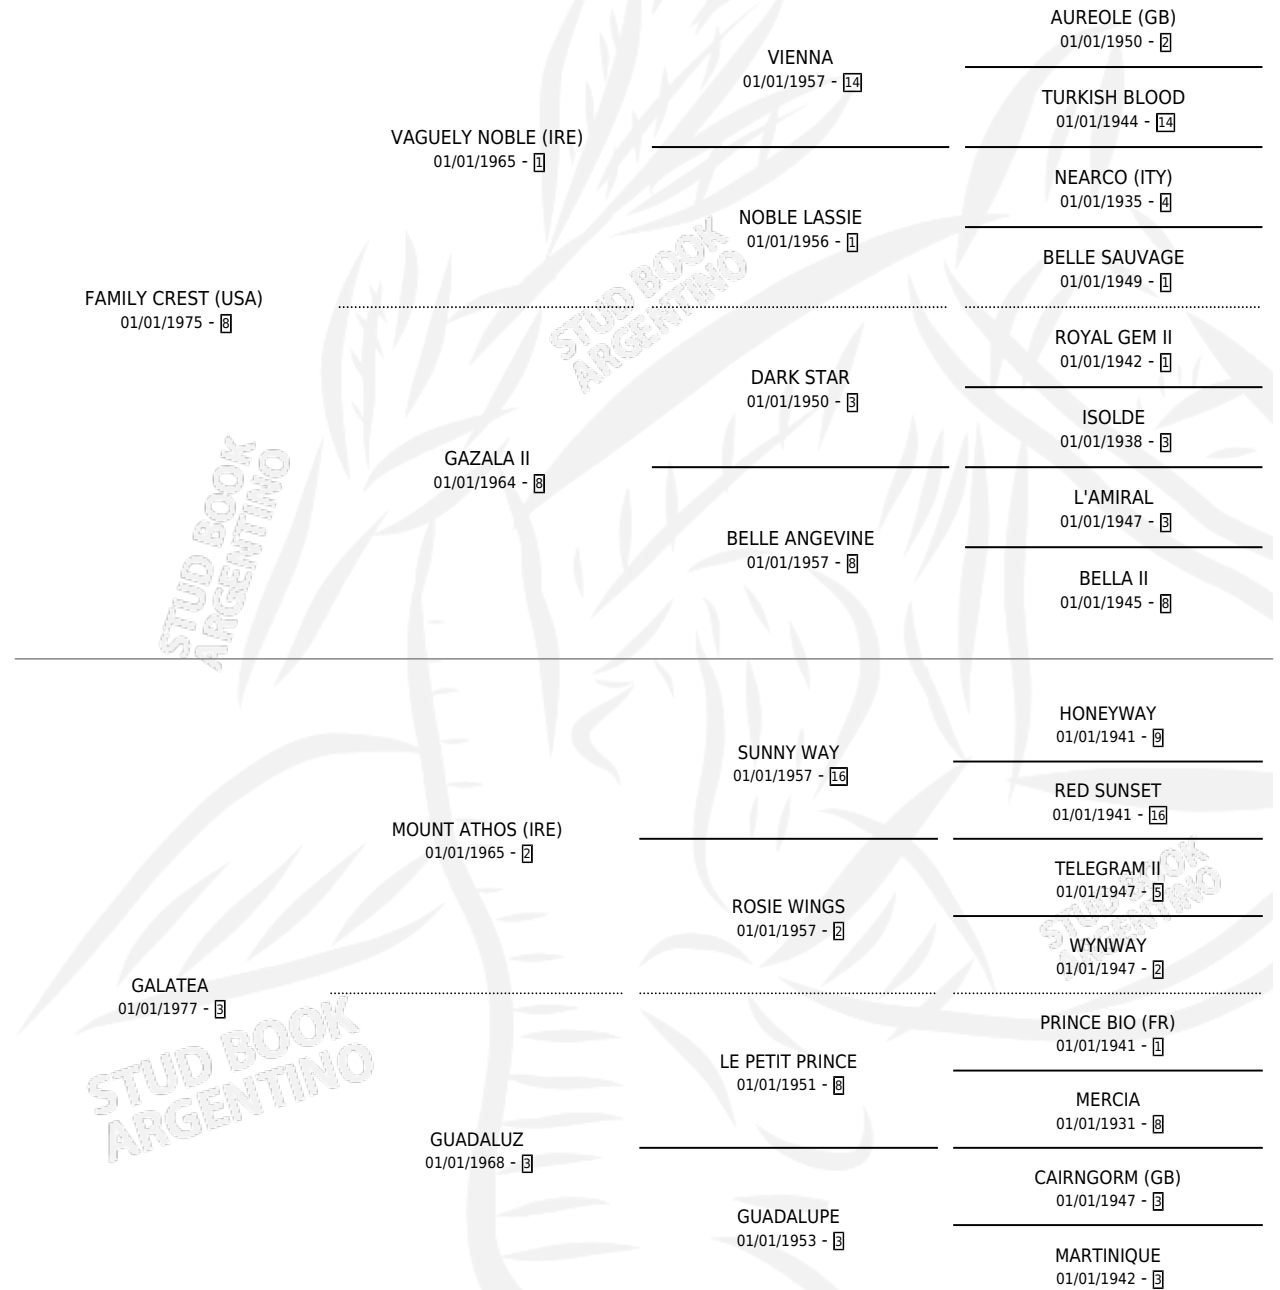 AUREOLE (GB)
01/01/1950 - 2
VIENNA
01/01/1957 - 14
TURKISH BLOOD
01/01/1944 - 14
VAGUELY NOBLE (IRE)
01/01/1965 - 1
NEARCO (ITY)
01/01/1935 - 4
NOBLE LASSIE
01/01/1956 - 1
BELLE SAUVAGE
01/01/1949 - 1
FAMILY CREST (USA)
01/01/1975 - 8
ROYAL GEM II
01/01/1942 - 1
DARK STAR
01/01/1950 - 3
ISOLDE
01/01/1938 - 3
GAZALA II
01/01/1964 - 8
L'AMIRAL
01/01/1947 - 3
BELLE ANGEVINE
01/01/1957 - 8
BELLA II
01/01/1945 - 8
STUD BOOK
ARGENTINO
STUD BOOK
ARGENTINO
HONEYWAY
01/01/1941 - 9
SUNNY WAY
01/01/1957 - 16
RED SUNSET
01/01/1941 - 16
MOUNT ATHOS (IRE)
01/01/1965 - 2
TELEGRAM II
01/01/1947 - 5
ROSIE WINGS
01/01/1957 - 2
WYNWAY
01/01/1947 - 2
GALATEA
01/01/1977 - 3
PRINCE BIO (FR)
01/01/1941 - 1
LE PETIT PRINCE
01/01/1951 - 8
MERCIA
01/01/1931 - 8
GUADALUZ
01/01/1968 - 3
CAIRNGORM (GB)
01/01/1947 - 3
GUADALUPE
01/01/1953 - 3
MARTINIQUE
01/01/1942 - 3
STUD BOOK
ARGENTINO
STUD BOOK
ARGENTINO